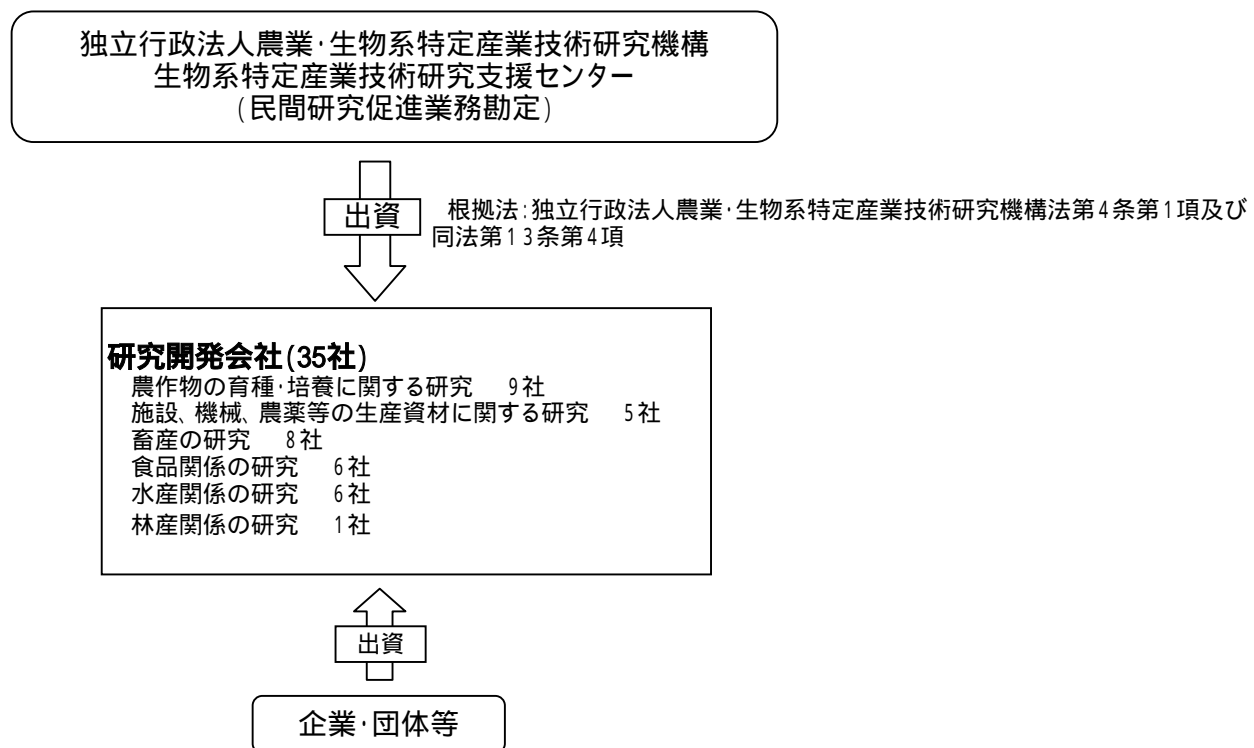 独立行政法人農業･生物系特定産業技術研究機構
生物系特定産業技術研究支援センター
(民間研究促進業務勘定)
出資
根拠法:独立行政法人農業･生物系特定産業技術研究機構法第4条第1項及び
同法第13条第4項
研究開発会社(35社)
農作物の育種･培養に関する研究　9社
施設、機械、農薬等の生産資材に関する研究　5社
畜産の研究　8社
食品関係の研究　6社
水産関係の研究　6社
林産関係の研究　1社
出資
企業･団体等